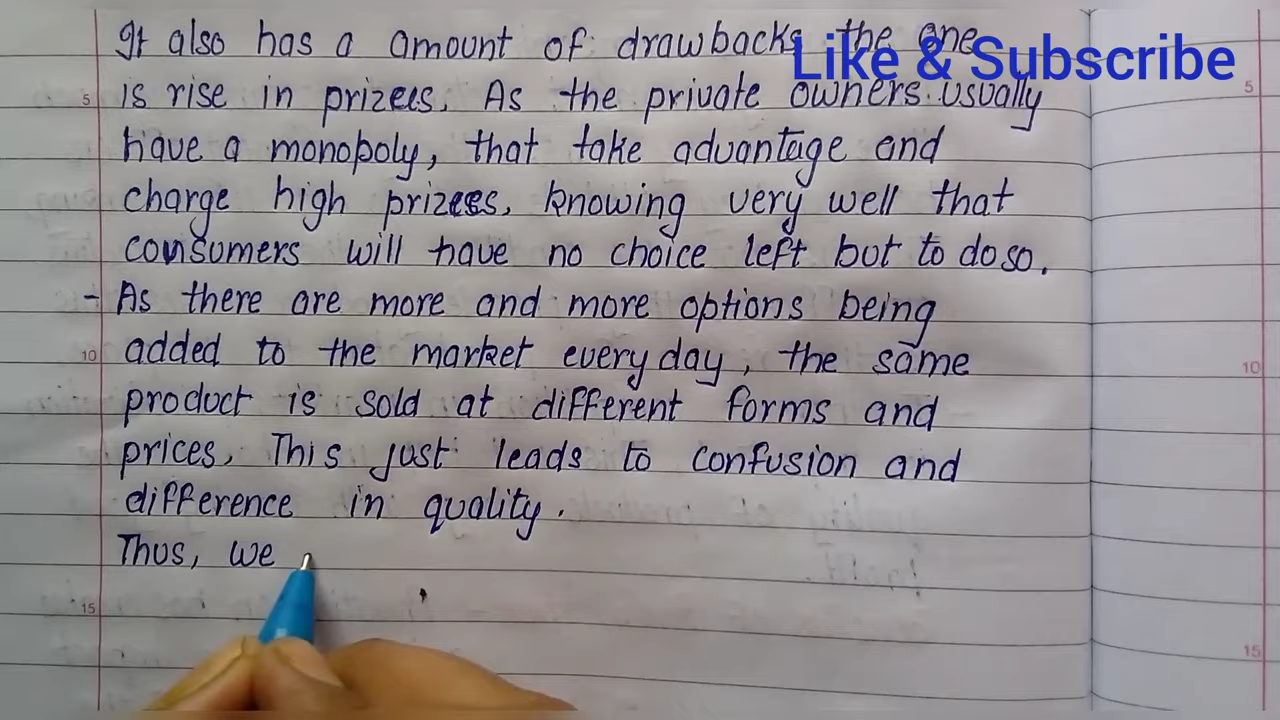 It also has a amount of drawbacks the one
Like & Subscribe
5 is rise in prizees. As the private owners usually 5
have a monopoly, that take advantage and
charge high prizees, knowing very well that
consumers will have no choice left but to do so.
- As there are more and more options being
10 added to the market everyday, the same 10
product is sold at different forms and
prices, This just leads to confusion and
difference in quality.
Thus, we
15
15